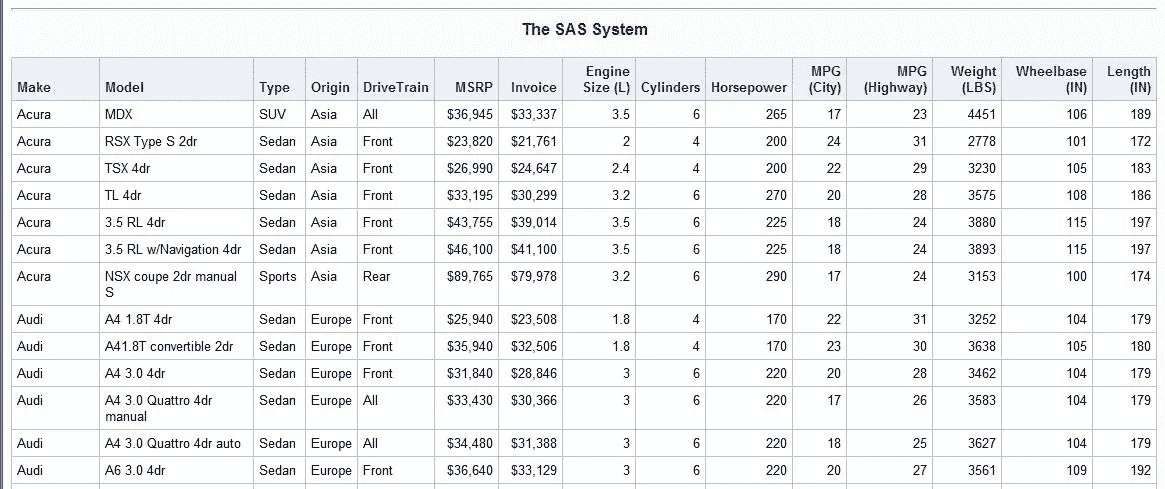 The SAS System
Make Model Type Origin DriveTrain MSRP Invoice Engine Size (L) Cylinders Horsepower MPG (City) MPG (Highway) Weight (LBS) Wheelbase (IN) Length (IN)
Acura MDX SUV Asia All $36,945 $33,337 3.5 6 265 17 23 4451 106 189
Acura RSX Type S 2dr Sedan Asia Front $23,820 $21,761 2 4 200 24 31 2778 101 172
Acura TSX 4dr Sedan Asia Front $26,990 $24,647 2.4 4 200 22 29 3230 105 183
Acura TL 4dr Sedan Asia Front $33,195 $30,299 3.2 6 270 20 28 3575 108 186
Acura 3.5 RL 4dr Sedan Asia Front $43,755 $39,014 3.5 6 225 18 24 3880 115 197
Acura 3.5 RL w/Navigation 4dr Sedan Asia Front $46,100 $41,100 3.5 6 225 18 24 3893 115 197
Acura NSX coupe 2dr manual S Sports Asia Rear $89,765 $79,978 3.2 6 290 17 24 3153 100 174
Audi A4 1.8T 4dr Sedan Europe Front $25,940 $23,508 1.8 4 170 22 31 3252 104 179
Audi A41.8T convertible 2dr Sedan Europe Front $35,940 $32,506 1.8 4 170 23 30 3638 105 180
Audi A4 3.0 4dr Sedan Europe Front $31,840 $28,846 3 6 220 20 28 3462 104 179
Audi A4 3.0 Quattro 4dr manual Sedan Europe All $33,430 $30,366 3 6 220 17 26 3583 104 179
Audi A4 3.0 Quattro 4dr auto Sedan Europe All $34,480 $31,388 3 6 220 18 25 3627 104 179
Audi A6 3.0 4dr Sedan Europe Front $36,640 $33,129 3 6 220 20 27 3561 109 192